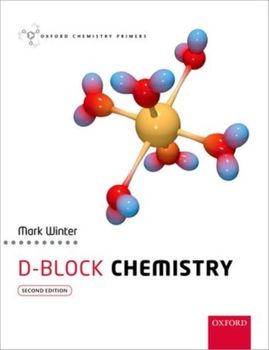 OXFORD CHEMISTRY PRIMERS
Mark Winter
D-BLOCK CHEMISTRY
SECOND EDITION
OXFORD